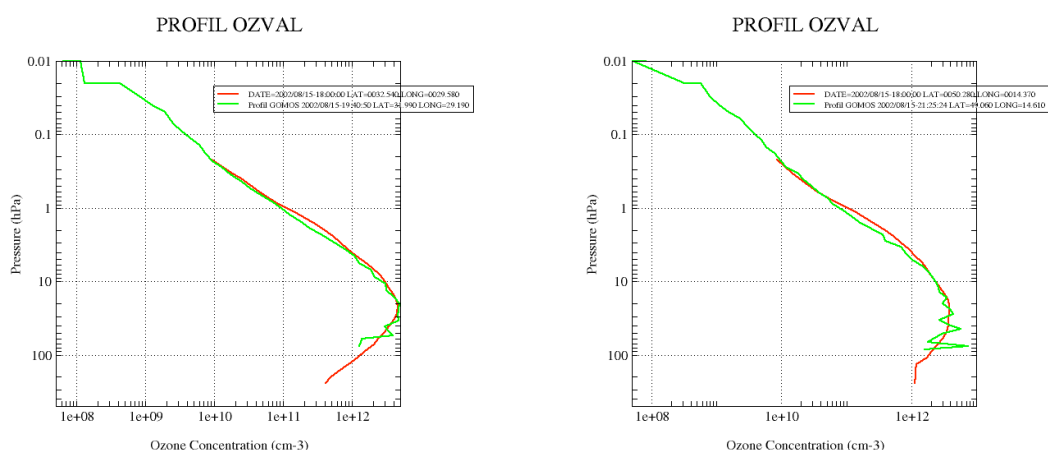 PROFIL OZVAL
0.01
0.1
1
10
100
Pressure (hPa)
DATE=2002/08/15-18:00:00 LAT=0032.540 LONG=0029.580
Profil GOMOS 2002/08/15-19:40:50 LAT=31.990 LONG=29.190
1e+08 1e+09 1e+10 1e+11 1e+12
Ozone Concentration (cm-3)
PROFIL OZVAL
0.01
0.1
1
10
100
Pressure (hPa)
DATE=2002/08/15-18:00:00 LAT=0050.280 LONG=0014.370
Profil GOMOS 2002/08/15-21:25:24 LAT=49.060 LONG=14.610
1e+08 1e+10 1e+12
Ozone Concentration (cm-3)